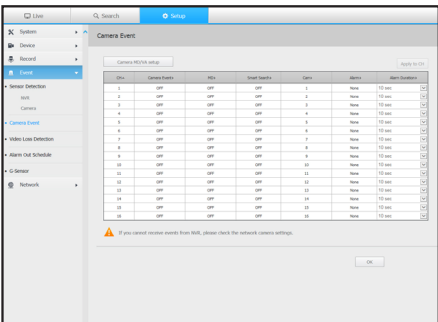 Live
Search
Setup
System
Device
Record
Event
Sensor Detection
NVR
Camera
Camera Event
Video Loss Detection
Alarm Out Schedule
G-Sensor
Network
Camera Event
Camera MD/VA setup
Apply to Ch
CH Camera Event MD Smart Search Cam Alarm Alarm Duration
1 OFF OFF OFF 1 None 10 sec
2 OFF OFF OFF 2 None 10 sec
3 OFF OFF OFF 3 None 10 sec
4 OFF OFF OFF 4 None 10 sec
5 OFF OFF OFF 5 None 10 sec
6 OFF OFF OFF 6 None 10 sec
7 OFF OFF OFF 7 None 10 sec
8 OFF OFF OFF 8 None 10 sec
9 OFF OFF OFF 9 None 10 sec
10 OFF OFF OFF 10 None 10 sec
11 OFF OFF OFF 11 None 10 sec
12 OFF OFF OFF 12 None 10 sec
13 OFF OFF OFF 13 None 10 sec
14 OFF OFF OFF 14 None 10 sec
15 OFF OFF OFF 15 None 10 sec
16 OFF OFF OFF 16 None 10 sec
If you cannot receive events from NVR, please check the network camera settings.
OK